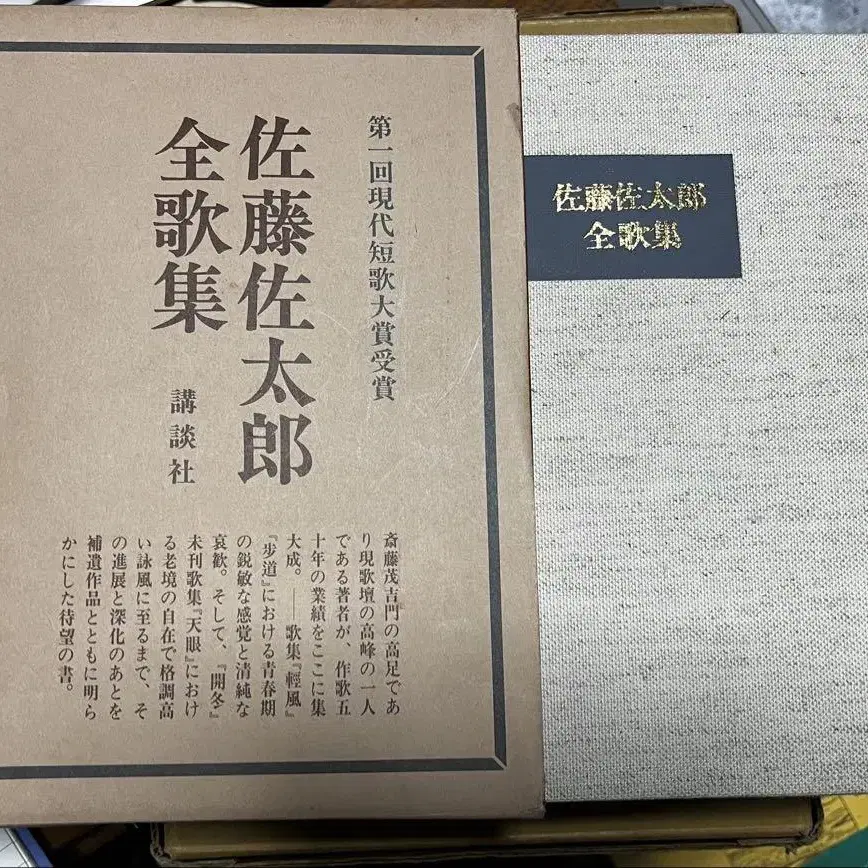 第一回現代短歌大賞受賞
佐藤佐太郎
全歌集
講談社
斎藤茂吉門の高足であ
り現歌壇の高峰の一人
である著者が、作歌五
十年の業績をここに集
大成。――歌集『軽風』
『歩道』における青春期
の鋭敏な感覚と清純な
哀歓。そして、『開冬』
未刊歌集『天眼』におけ
る老境の自在で格調高
い詠風に至るまで、そ
の進展と深化のあとを
補遺作品とともに明ら
かにした待望の書。
佐藤佐太郎
全歌集